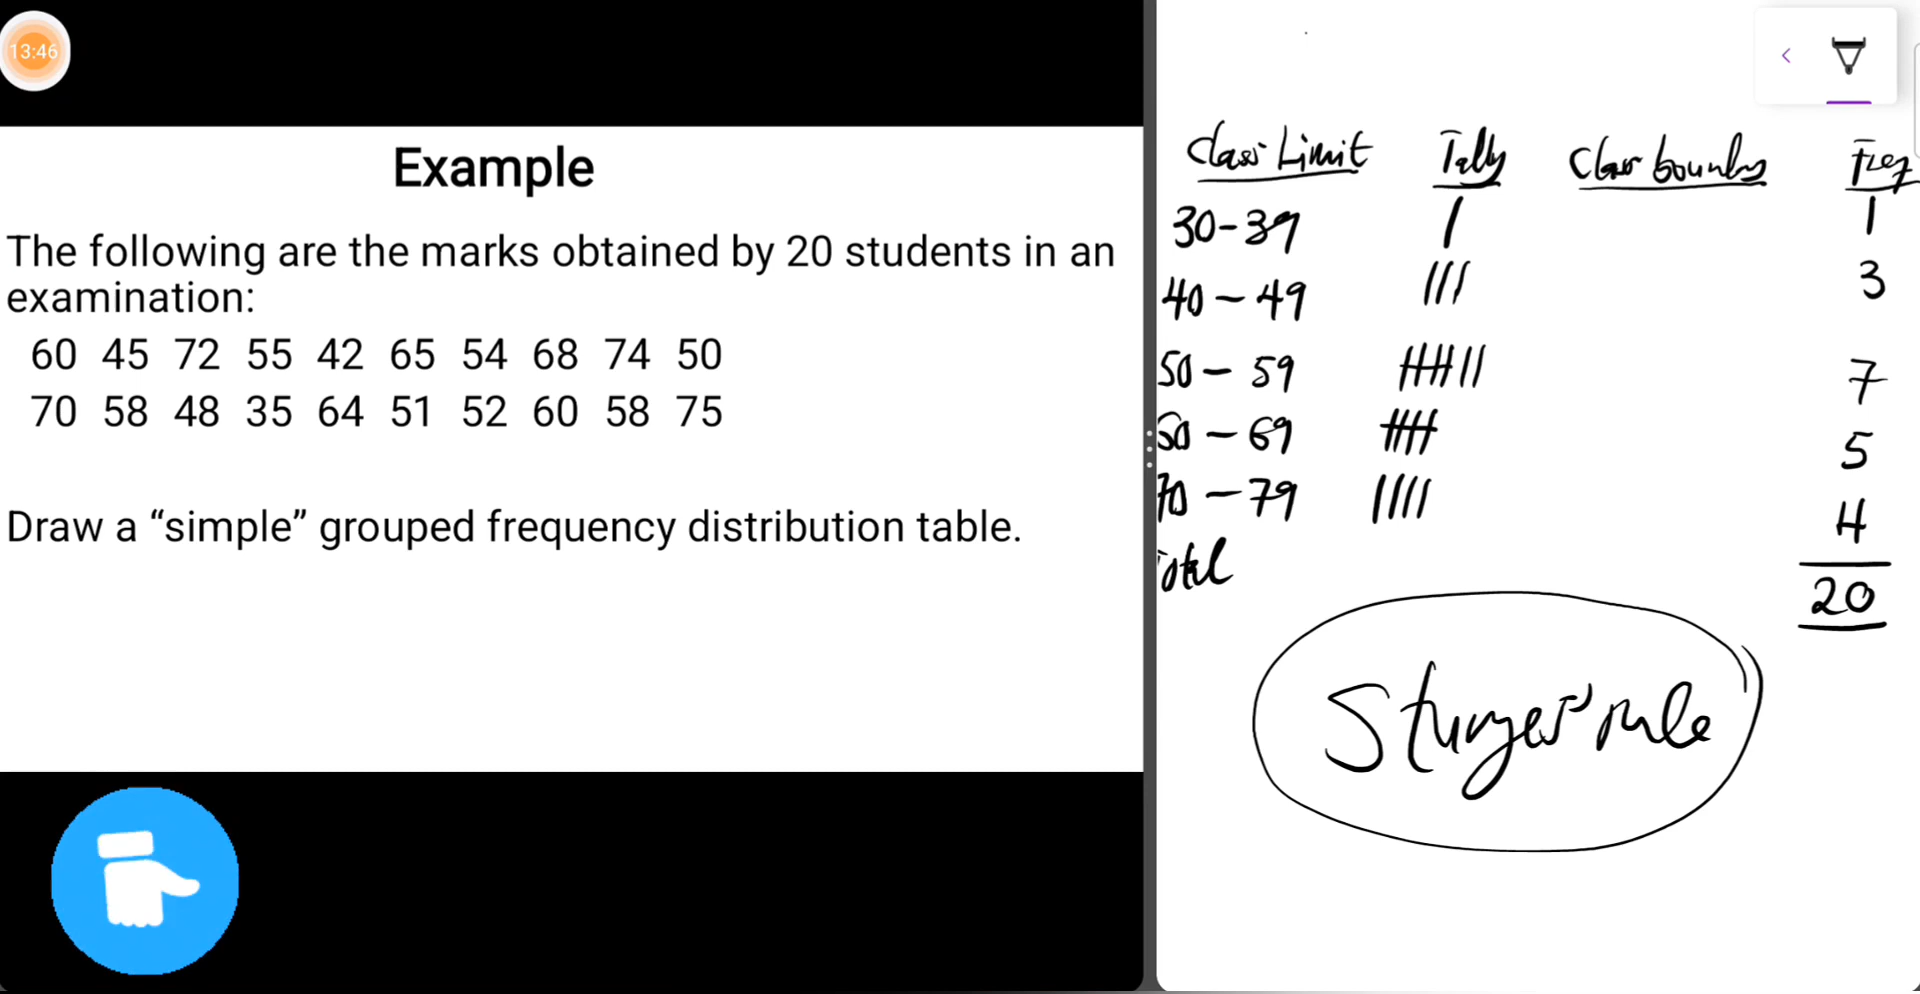 13:46
Example
The following are the marks obtained by 20 students in an
examination:
60 45 72 55 42 65 54 68 74 50
70 58 48 35 64 51 52 60 58 75
Draw a “simple” grouped frequency distribution table.
Class Limit Tally Class boundary Freq
30-39 1
40-49 3
50-59 7
60-69 5
70-79 4
Total
20
Sturges' rule